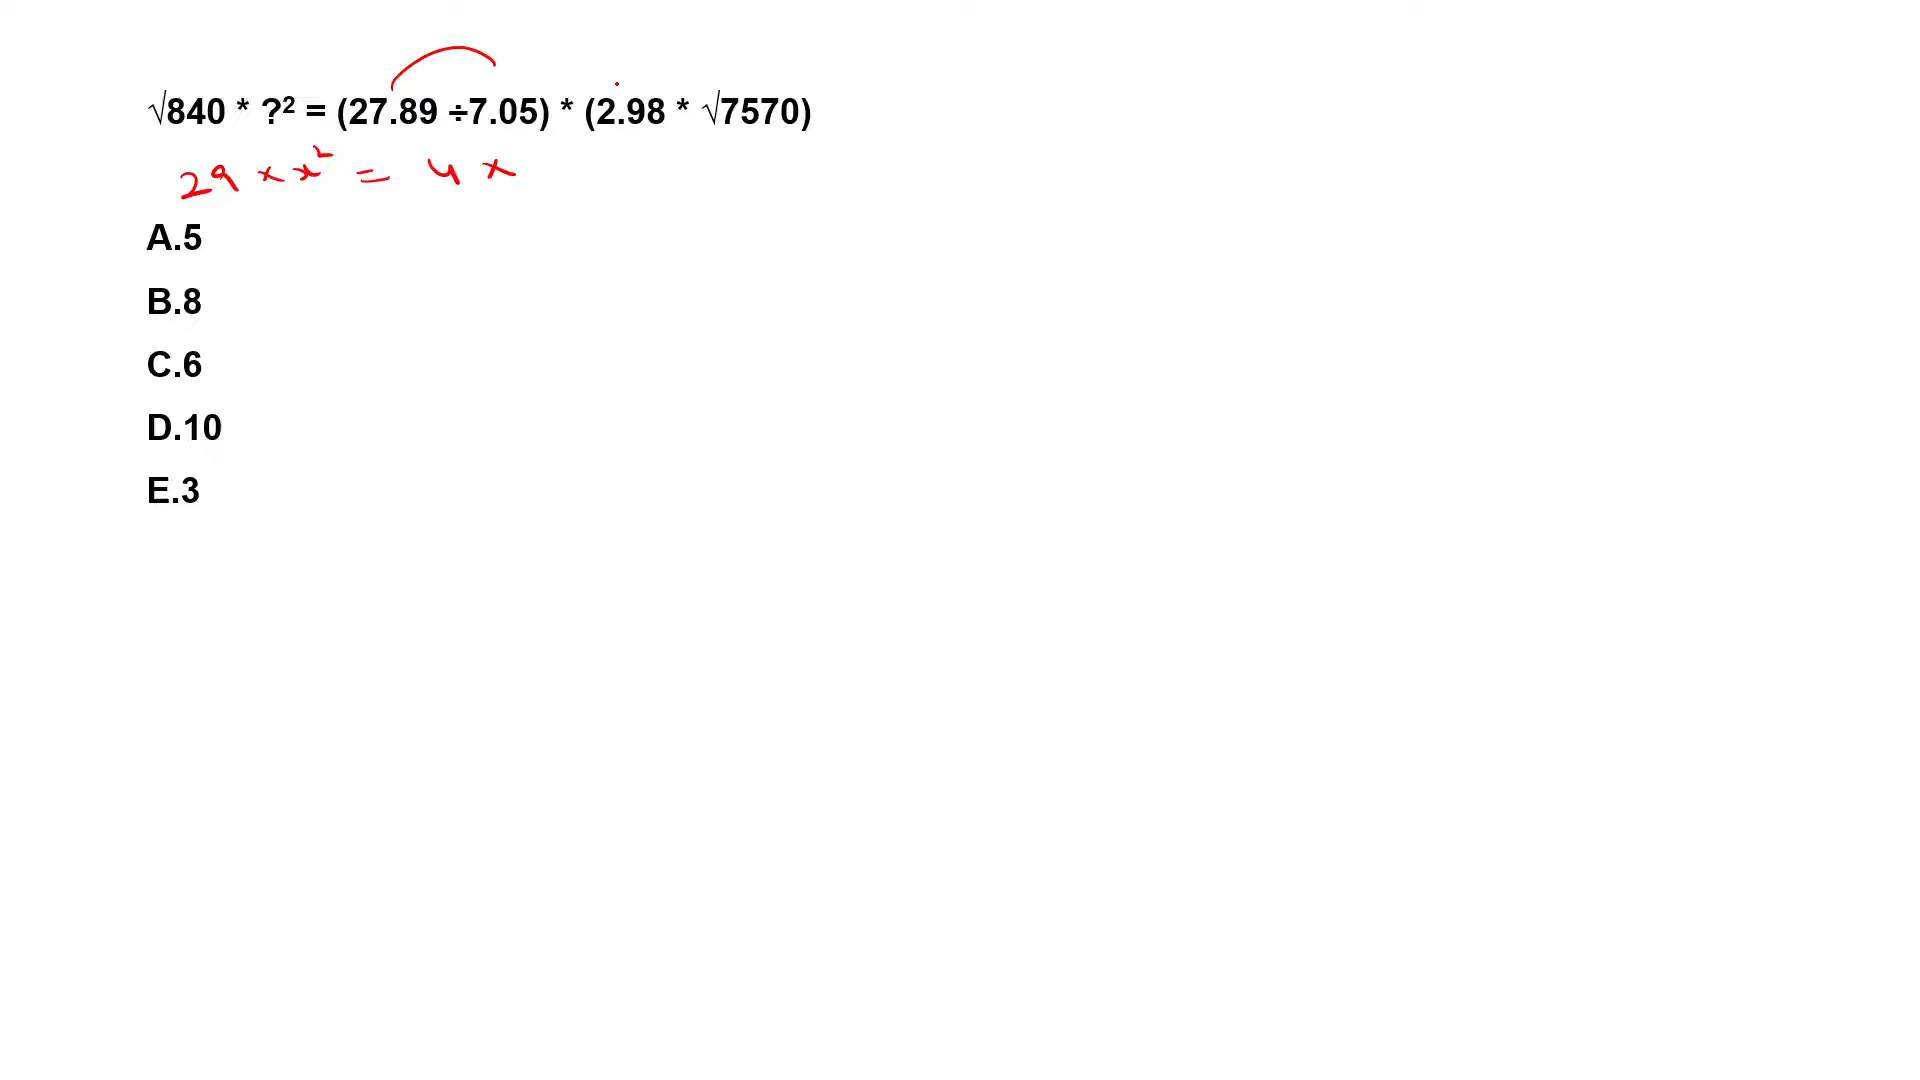 √840 * ?² = (27.89 ÷7.05) * (2.98 * √7570)
29 × x² = 4 ×
A.5
B.8
C.6
D.10
E.3